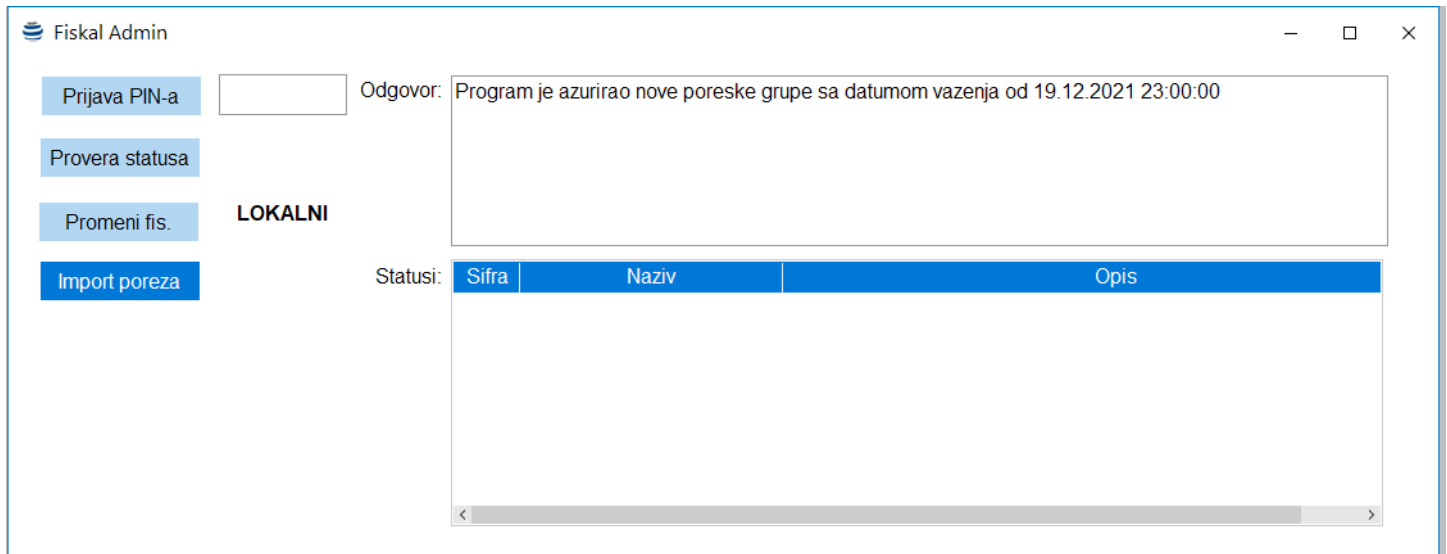 Fiskal Admin
Prijava PIN-a
Odgovor: Program je azurirao nove poreske grupe sa datumom vazenja od 19.12.2021 23:00:00
Provera statusa
Promeni fis. LOKALNI
Import poreza
Statusi: Sifra Naziv Opis